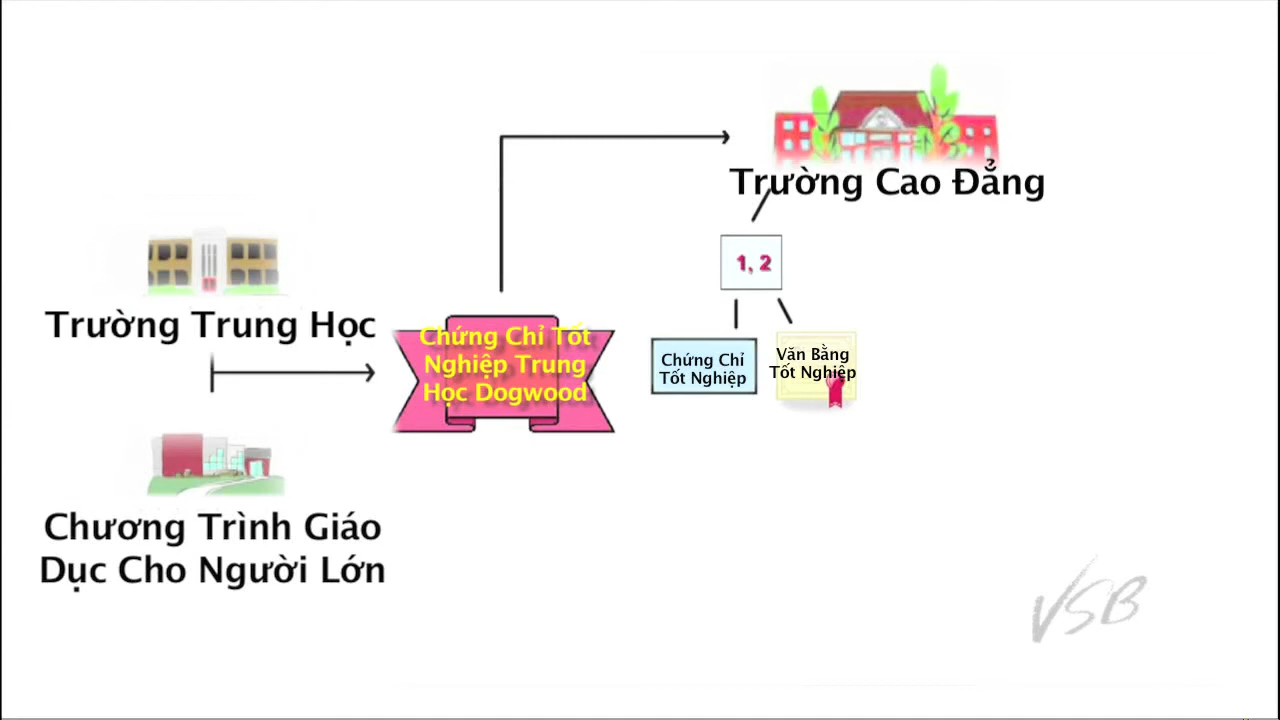 Trường Cao Đẳng
1, 2
Trường Trung Học
Chứng Chỉ Tốt
Nghiệp Trung
Học Dogwood
Chứng Chỉ
Tốt Nghiệp
Văn Bằng
Tốt Nghiệp
Chương Trình Giáo
Dục Cho Người Lớn
VSB